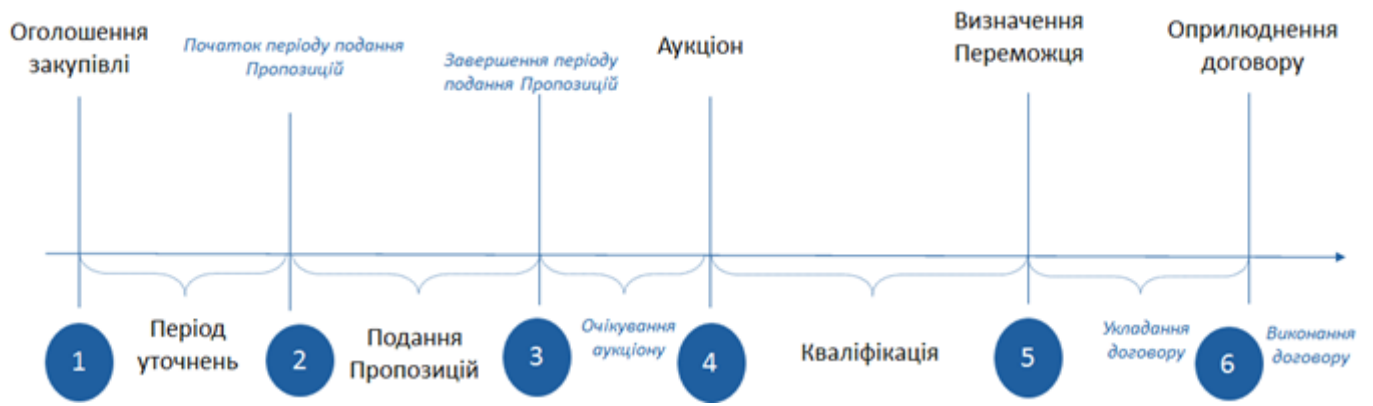 Оголошення
закупівлі
Початок періоду подання
Пропозицій
Завершення періоду
подання Пропозицій
Аукціон
Визначення
Переможця
Оприлюднення
договору
1
Період
уточнень
2
Подання
Пропозицій
3
Очікування
аукціону
4
Кваліфікація
5
Укладання
договору
6
Виконання
договору